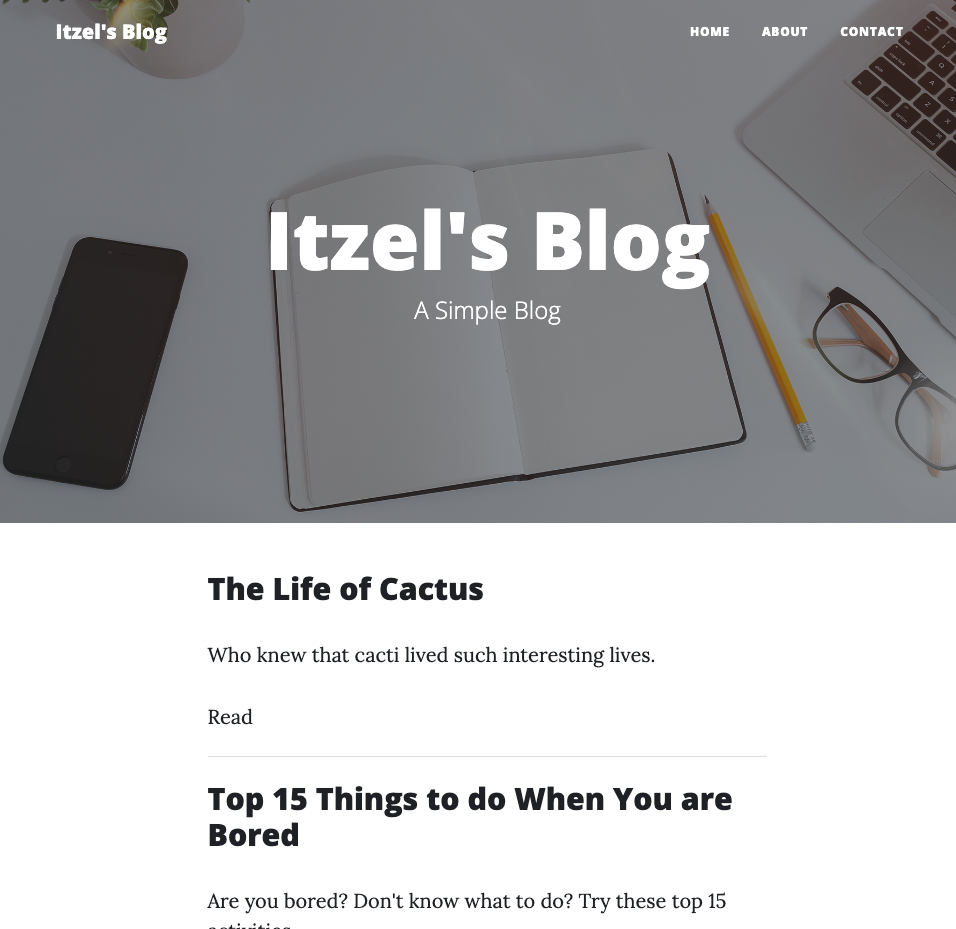 Itzel's Blog
HOME ABOUT CONTACT
Itzel's Blog
A Simple Blog
The Life of Cactus
Who knew that cacti lived such interesting lives.
Read
Top 15 Things to do When You are
Bored
Are you bored? Don't know what to do? Try these top 15